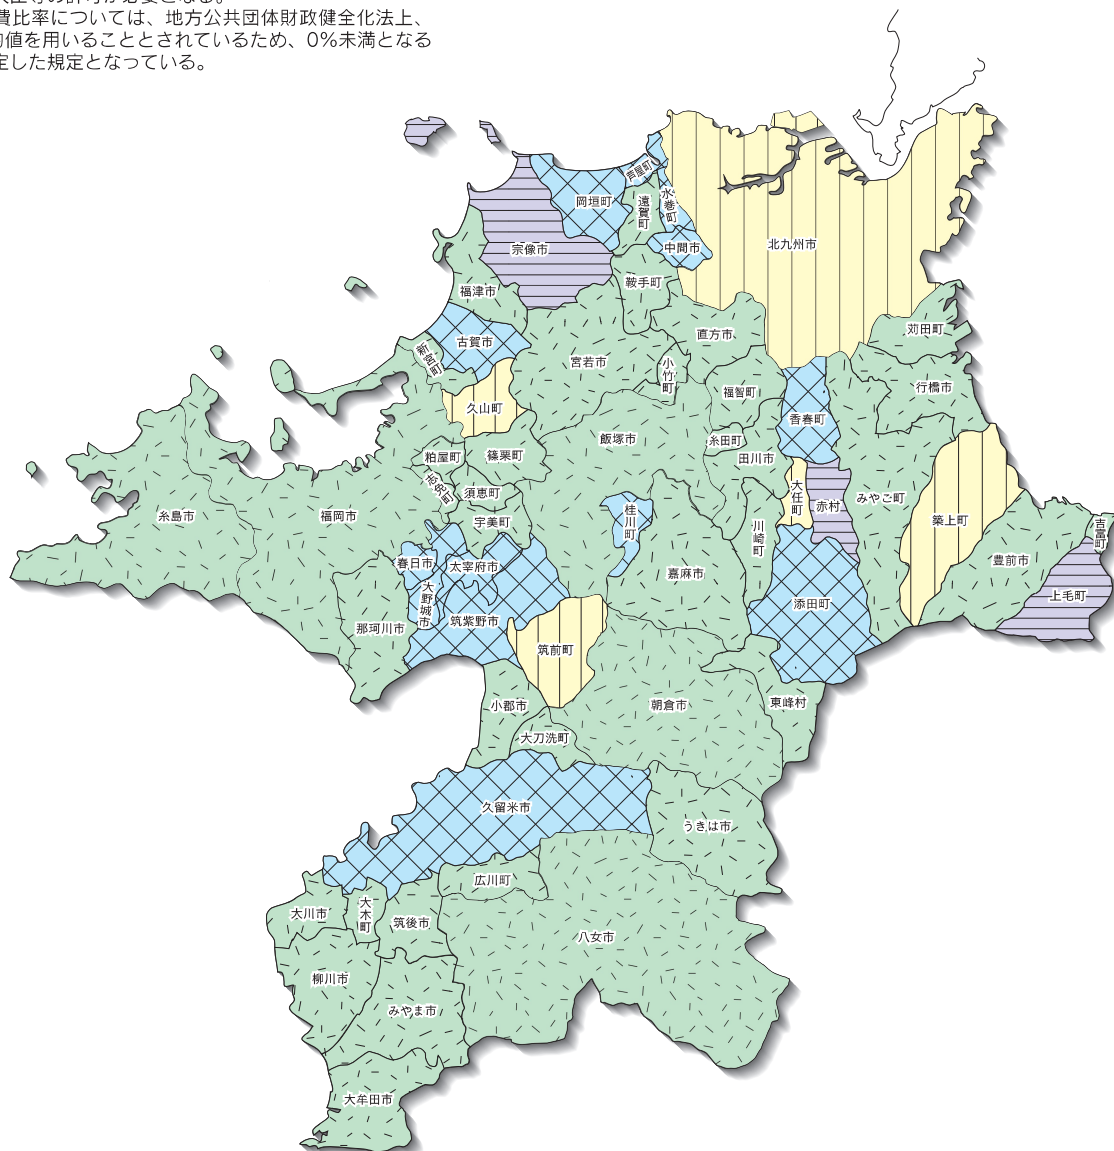 費比率については、地方公共団体財政健全化法上、
値を用いることとされているため、0%未満となる
定した規定となっている。
芦屋町
岡垣町
遠賀町
水巻町
中間市
北九州市
宗像市
鞍手町
福津市
古賀市
新宮町
宮若市
直方市
小竹町
苅田町
福智町
行橋市
久山町
香春町
飯塚市
糸田町
田川市
粕屋町
篠栗町
志免町
須恵町
宇美町
桂川町
大任町
赤村
みやこ町
川崎町
築上町
吉富町
豊前市
上毛町
糸島市
福岡市
春日市
太宰府市
大野城市
筑紫野市
那珂川市
嘉麻市
添田町
筑前町
小郡市
朝倉市
東峰村
大刀洗町
久留米市
うきは市
広川町
大川市
大木町
筑後市
八女市
柳川市
みやま市
大牟田市